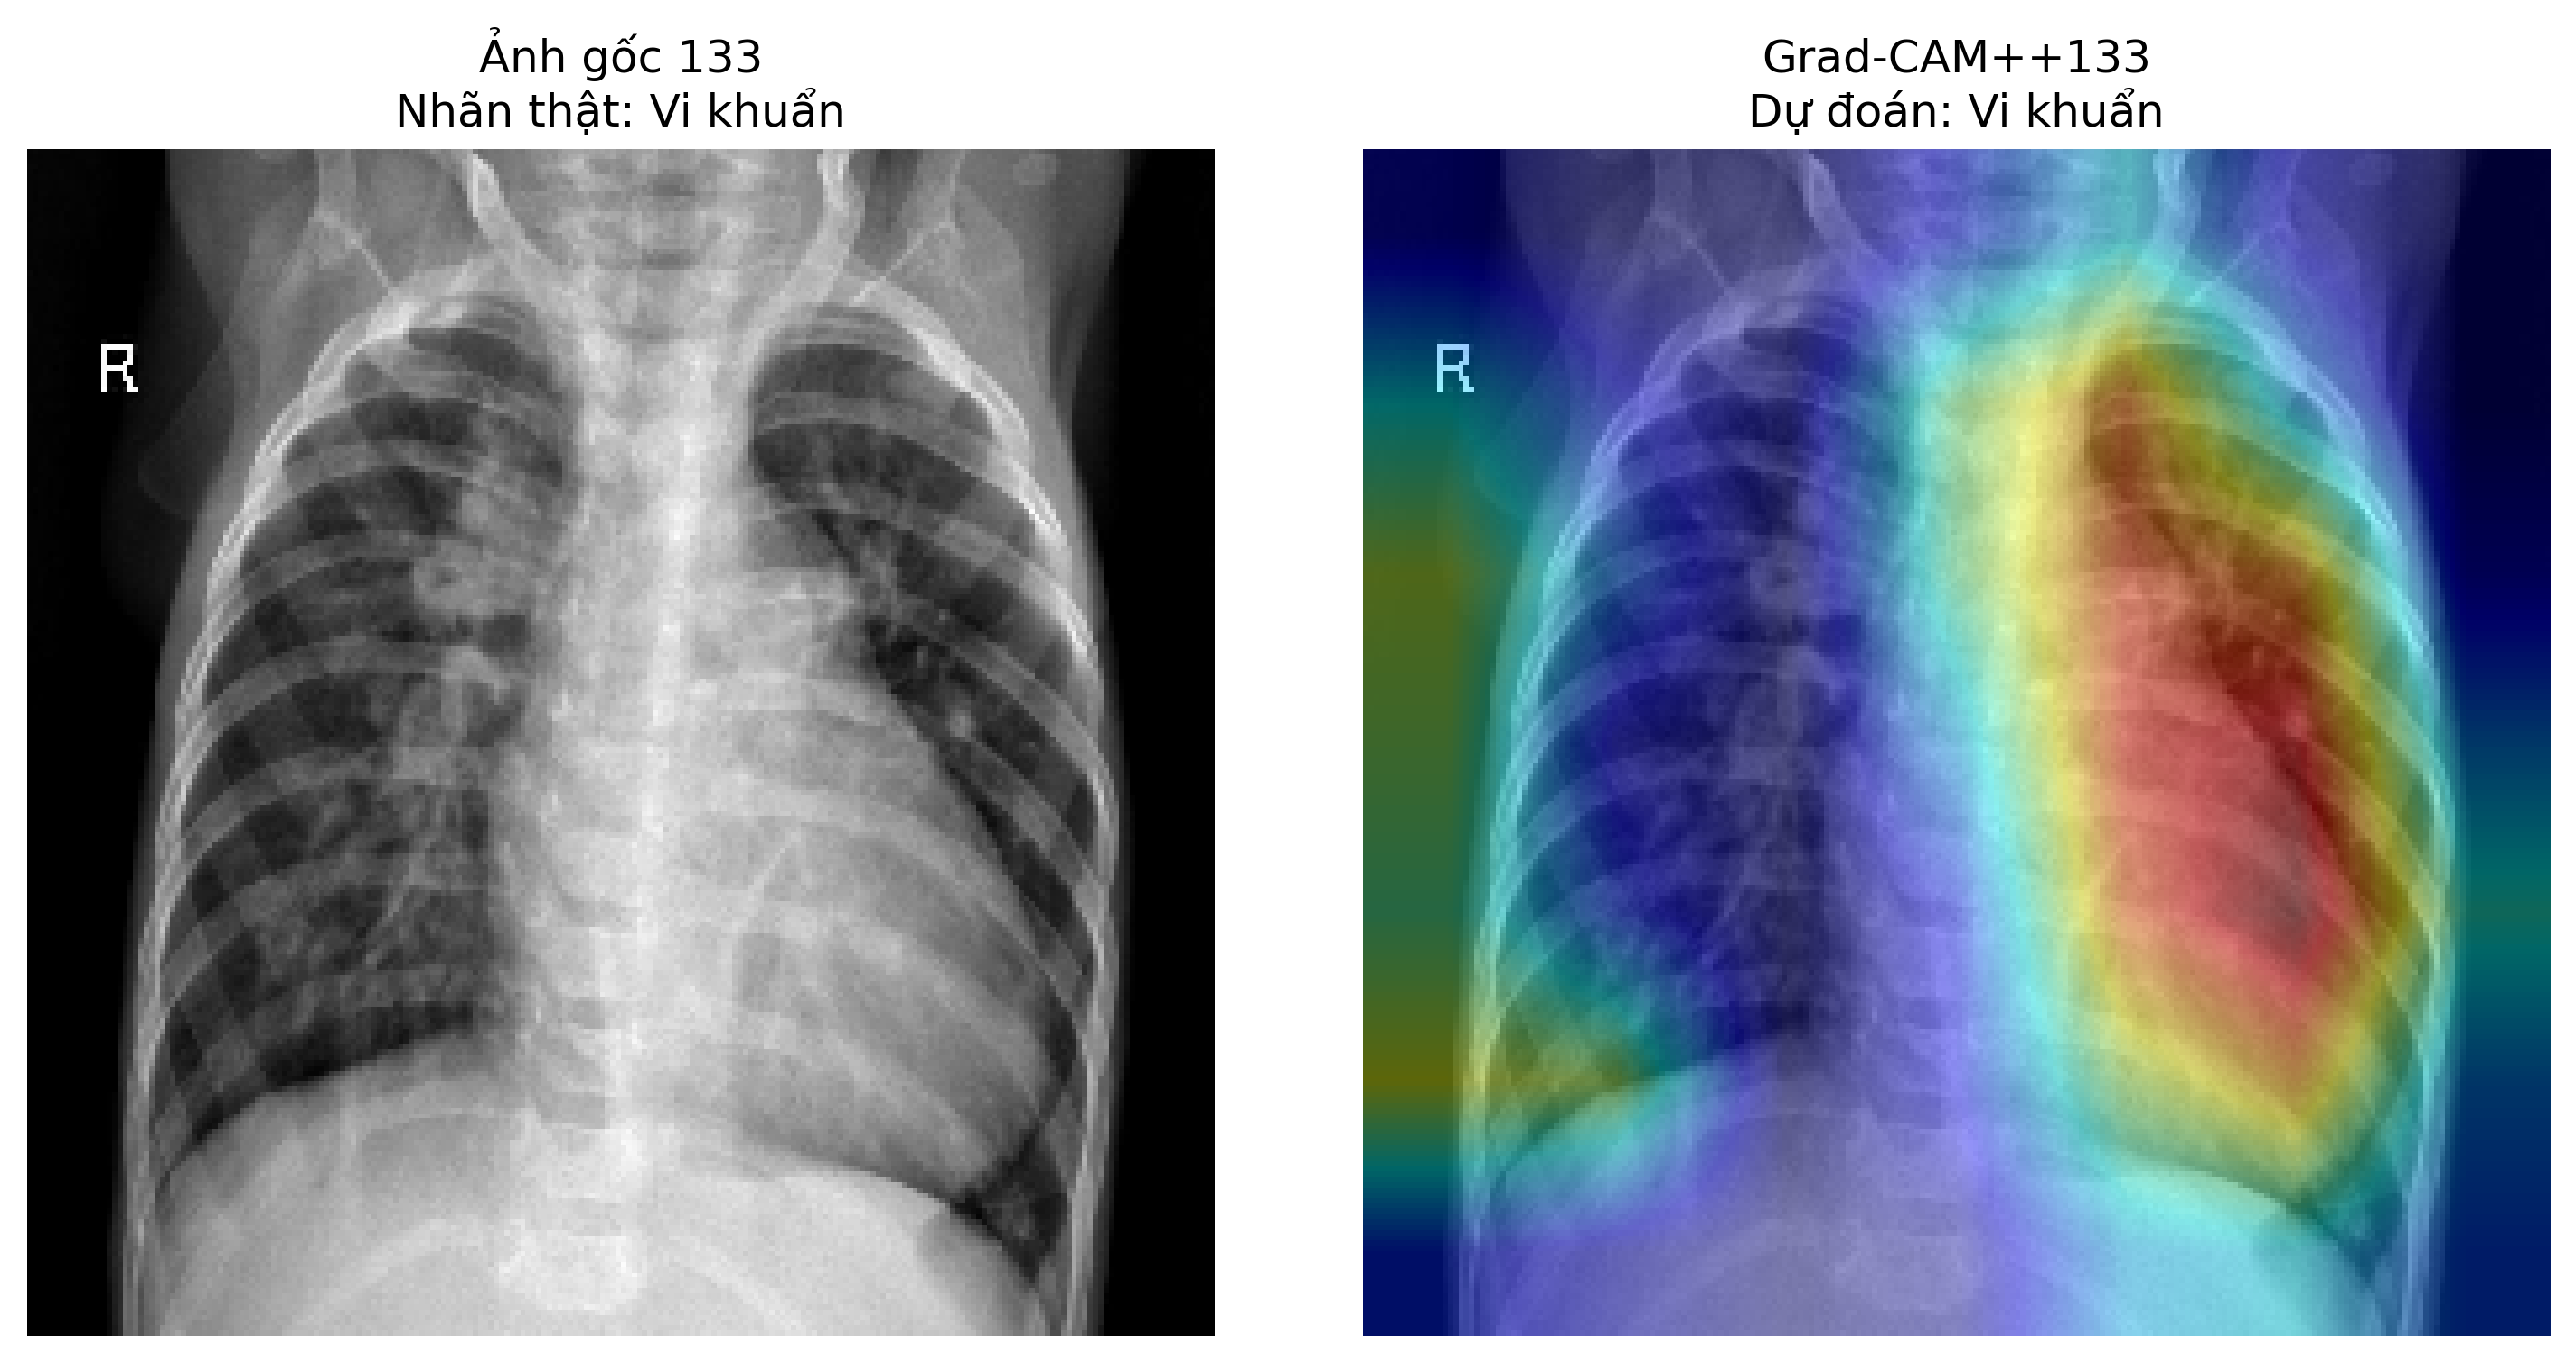 Ảnh gốc 133
Nhãn thật: Vi khuẩn
R
Grad-CAM++133
Dự đoán: Vi khuẩn
R